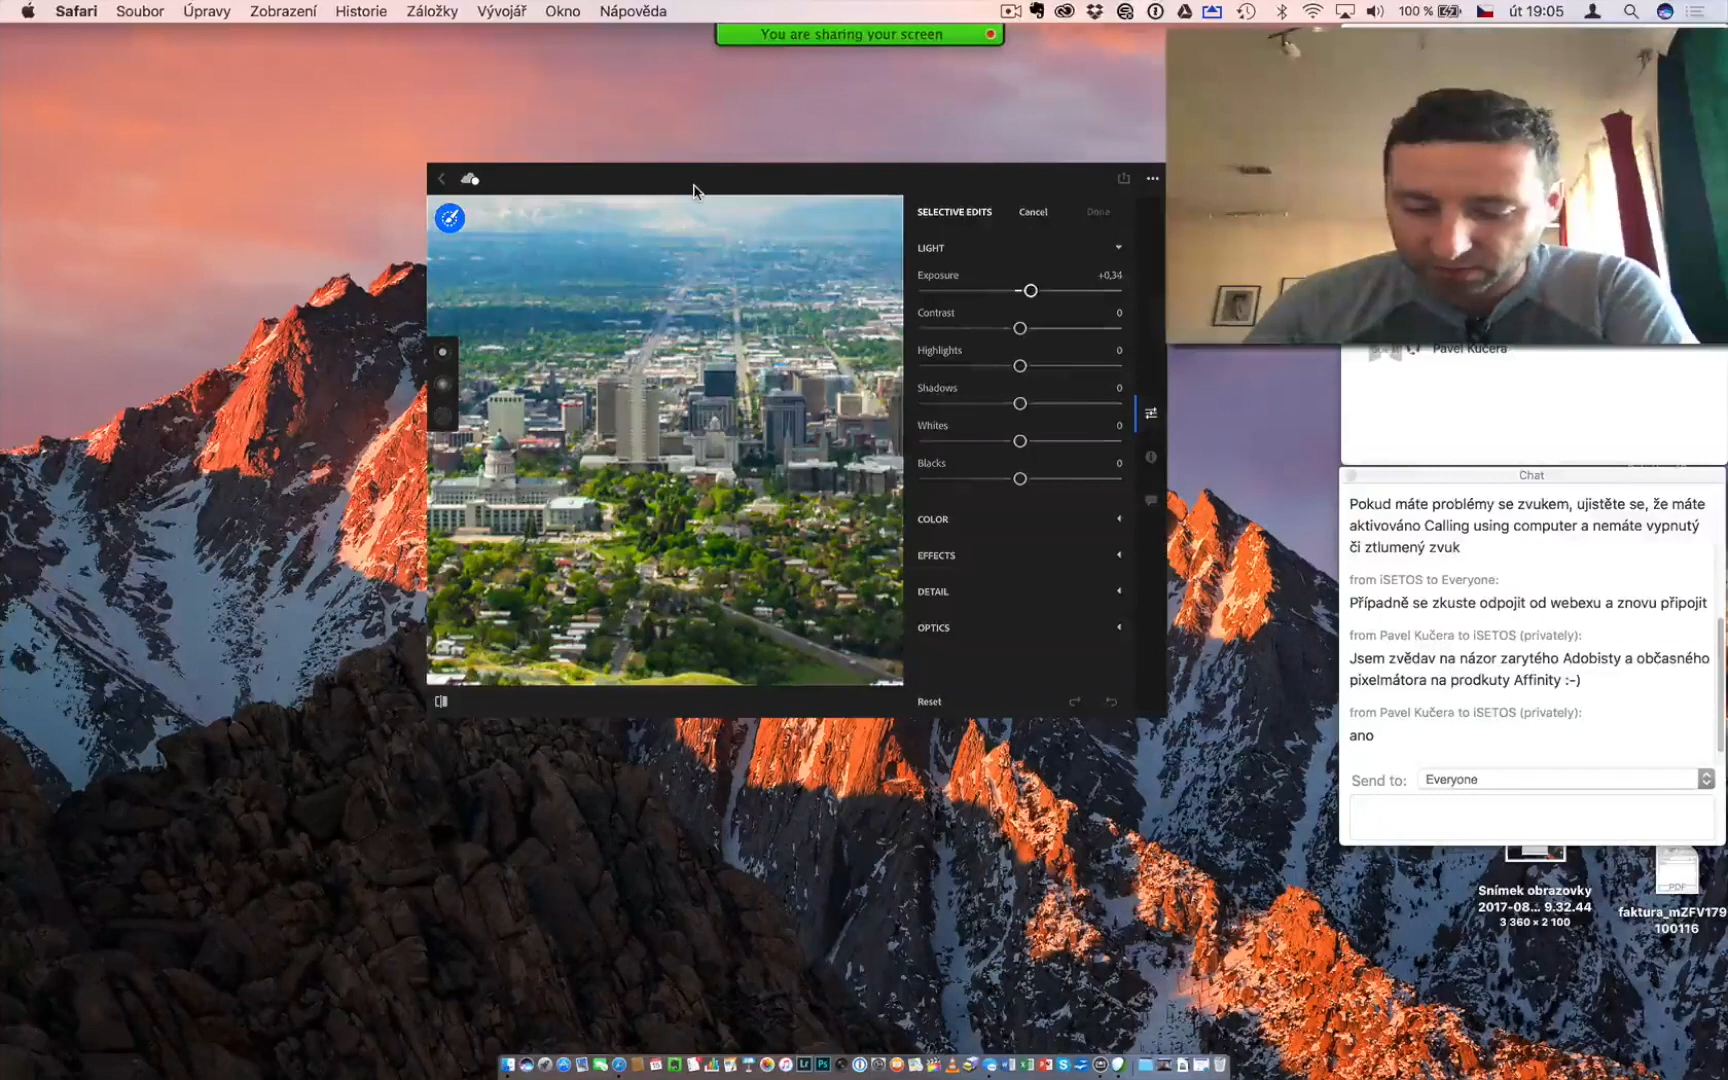 Safari Soubor Úpravy Zobrazení Historie Záložky Vývojář Okno Nápověda
100 %
út 19:05
You are sharing your screen
SELECTIVE EDITS Cancel Done
LIGHT
Exposure +0,34
Contrast 0
Highlights 0
Shadows 0
Whites 0
Blacks 0
COLOR
EFFECTS
DETAIL
OPTICS
Reset
Pavel Kučera
Chat
Pokud máte problémy se zvukem, ujistěte se, že máte
aktivováno Calling using computer a nemáte vypnutý
či ztlumený zvuk
from iSETOS to Everyone:
Případně se zkuste odpojit od webexu a znovu připojit
from Pavel Kučera to iSETOS (privately):
Jsem zvědav na názor zarytého Adobisty a občasného
pixelmátora na prodkuty Affinity :-)
from Pavel Kučera to iSETOS (privately):
ano
Send to: Everyone
Snímek obrazovky
2017-08... 9.32.44
3 360 × 2 100
PDF
faktura_mZFV179
100116
Lr
Ps